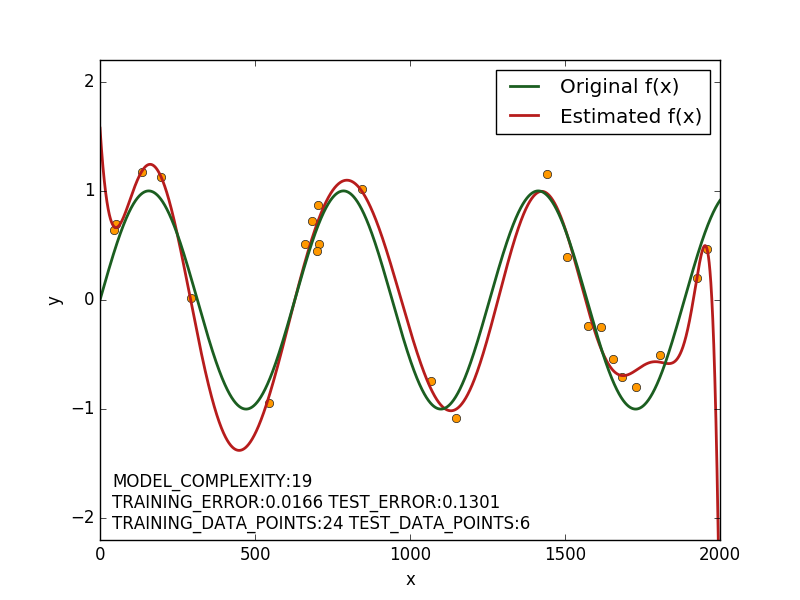 2
1
0
−1
−2
y
Original f(x)
Estimated f(x)
MODEL_COMPLEXITY:19
TRAINING_ERROR:0.0166 TEST_ERROR:0.1301
TRAINING_DATA_POINTS:24 TEST_DATA_POINTS:6
0 500 1000 1500 2000
x